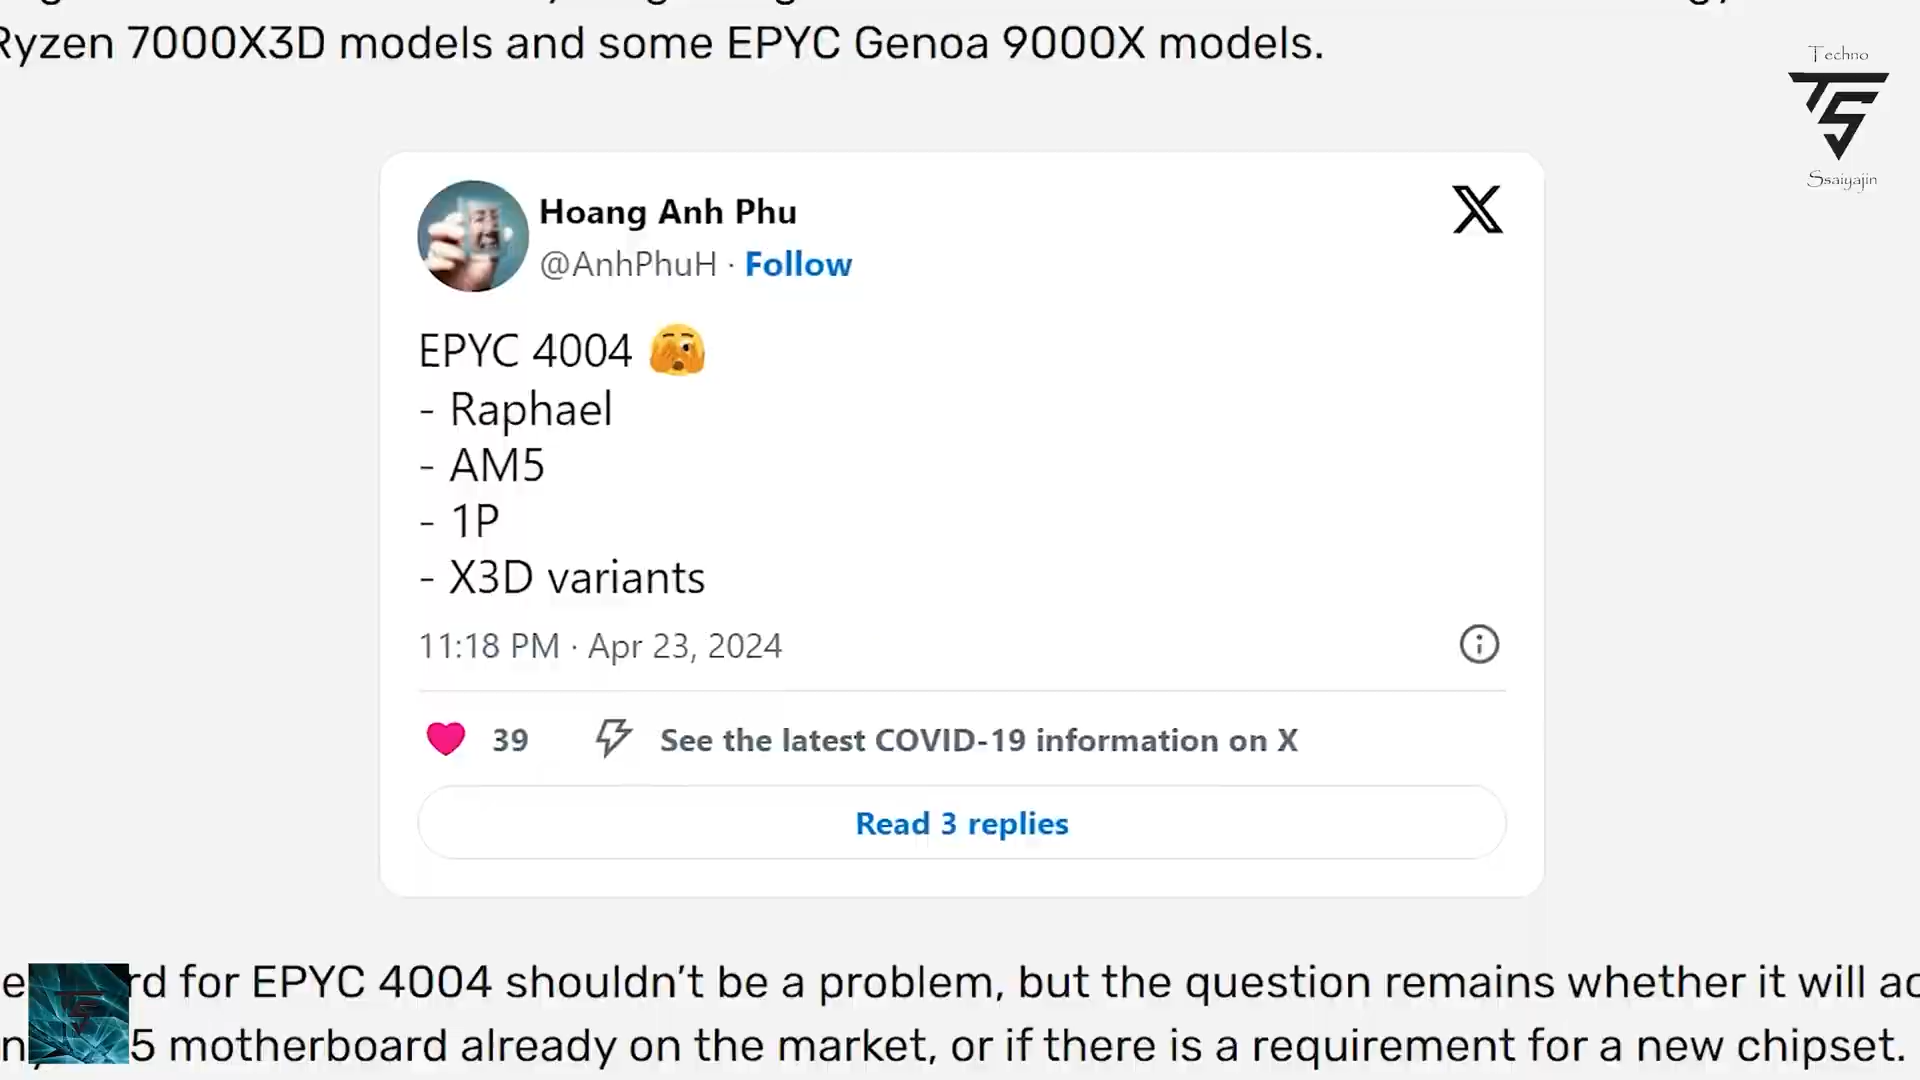 Ryzen 7000X3D models and some EPYC Genoa 9000X models.
Techno
TS
Ssaiyajin
Hoang Anh Phu
@AnhPhuH · Follow
EPYC 4004 🫣
- Raphael
- AM5
- 1P
- X3D variants
11:18 PM · Apr 23, 2024
39 See the latest COVID-19 information on X
Read 3 replies
rd for EPYC 4004 shouldn’t be a problem, but the question remains whether it will
5 motherboard already on the market, or if there is a requirement for a new chipset.